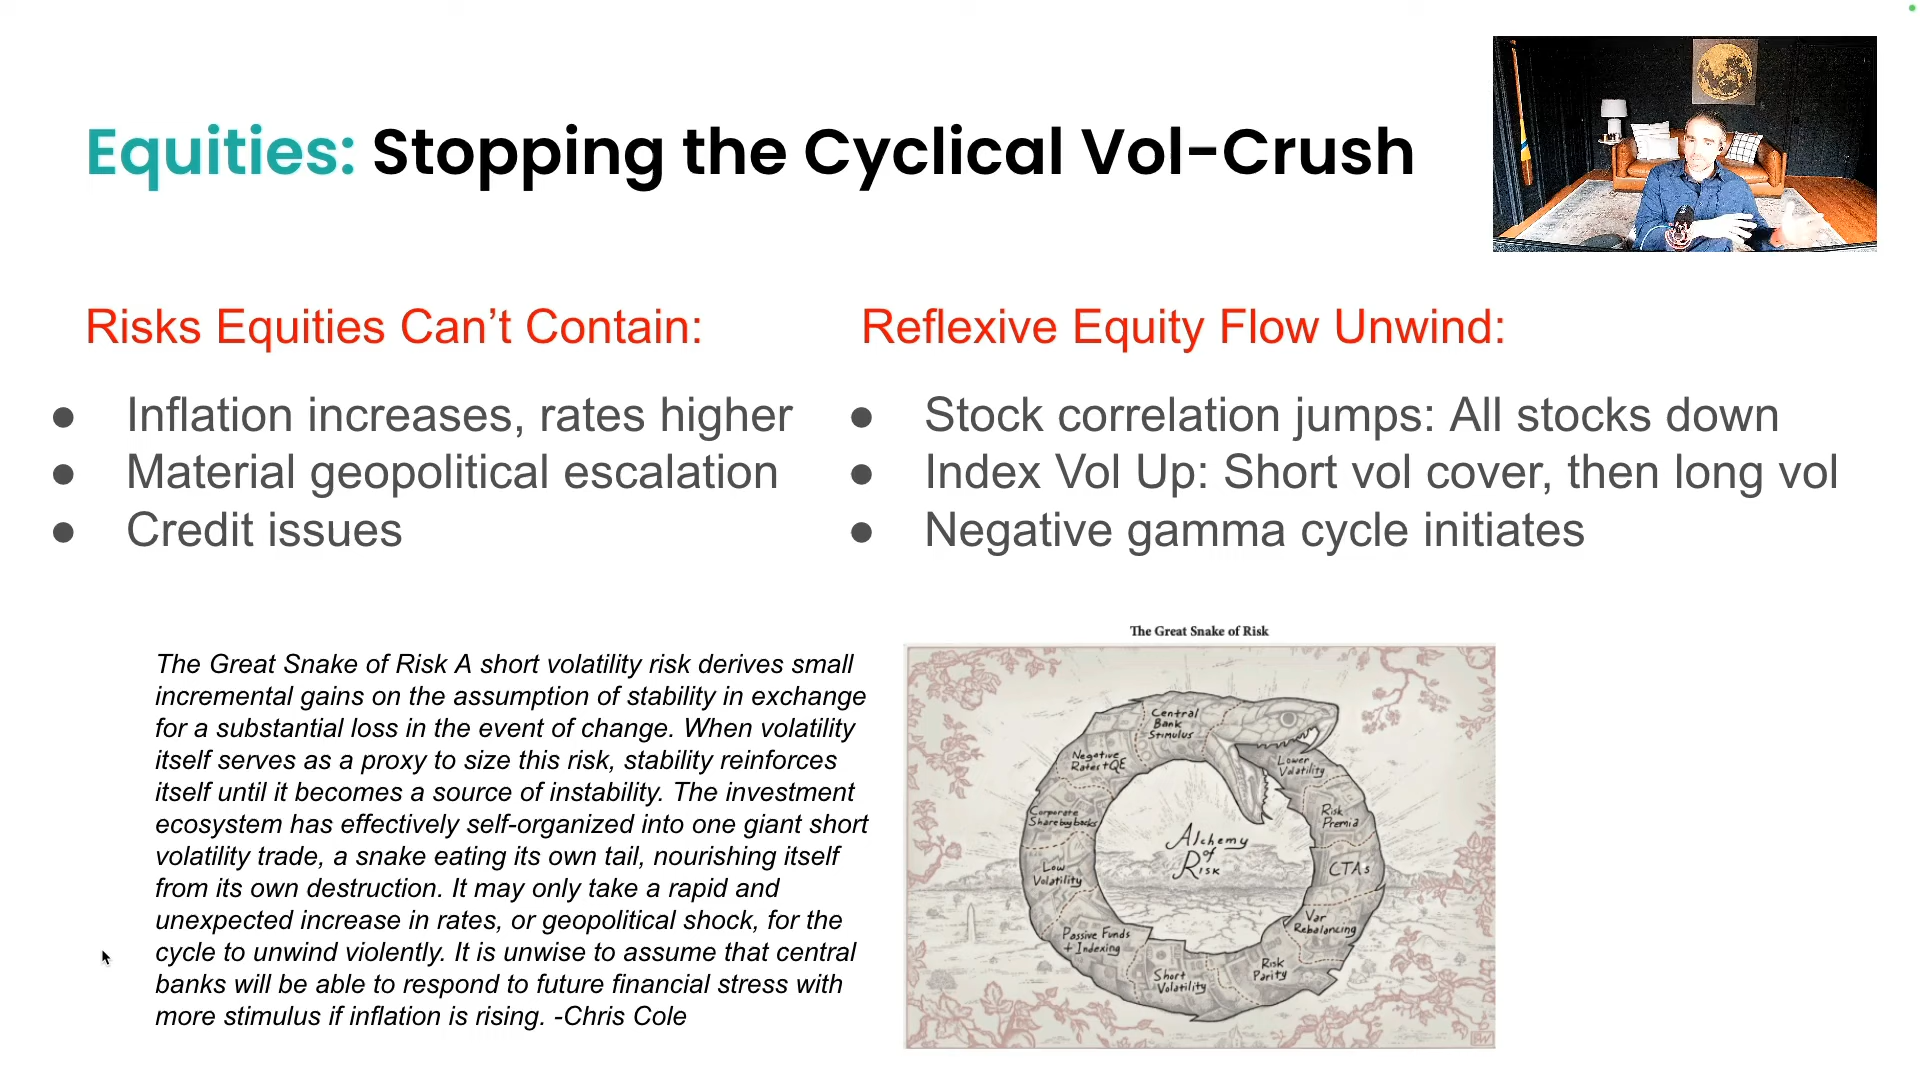 Equities: Stopping the Cyclical Vol-Crush
Risks Equities Can't Contain:
● Inflation increases, rates higher
● Material geopolitical escalation
● Credit issues
Reflexive Equity Flow Unwind:
● Stock correlation jumps: All stocks down
● Index Vol Up: Short vol cover, then long vol
● Negative gamma cycle initiates
The Great Snake of Risk A short volatility risk derives small
incremental gains on the assumption of stability in exchange
for a substantial loss in the event of change. When volatility
itself serves as a proxy to size this risk, stability reinforces
itself until it becomes a source of instability. The investment
ecosystem has effectively self-organized into one giant short
volatility trade, a snake eating its own tail, nourishing itself
from its own destruction. It may only take a rapid and
unexpected increase in rates, or geopolitical shock, for the
cycle to unwind violently. It is unwise to assume that central
banks will be able to respond to future financial stress with
more stimulus if inflation is rising. -Chris Cole
The Great Snake of Risk
Central
Bank
Stimulus
Negative
Rates+QE
Corporate
Sharebuybacks
Low
Volatility
Passive Funds
+ Indexing
Short
Volatility
Risk
Parity
Var
Rebalancing
CTAs
Risk
Premia
Lower
Volatility
Alchemy
of
Risk